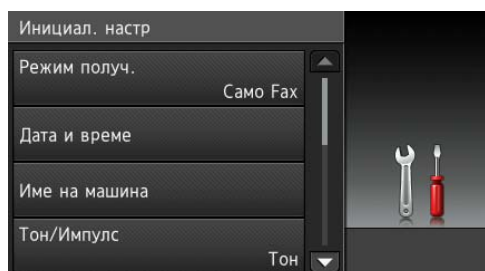 Инициал. настр
Режим получ.
Само Fax
Дата и време
Име на машина
Тон/Импулс
Тон